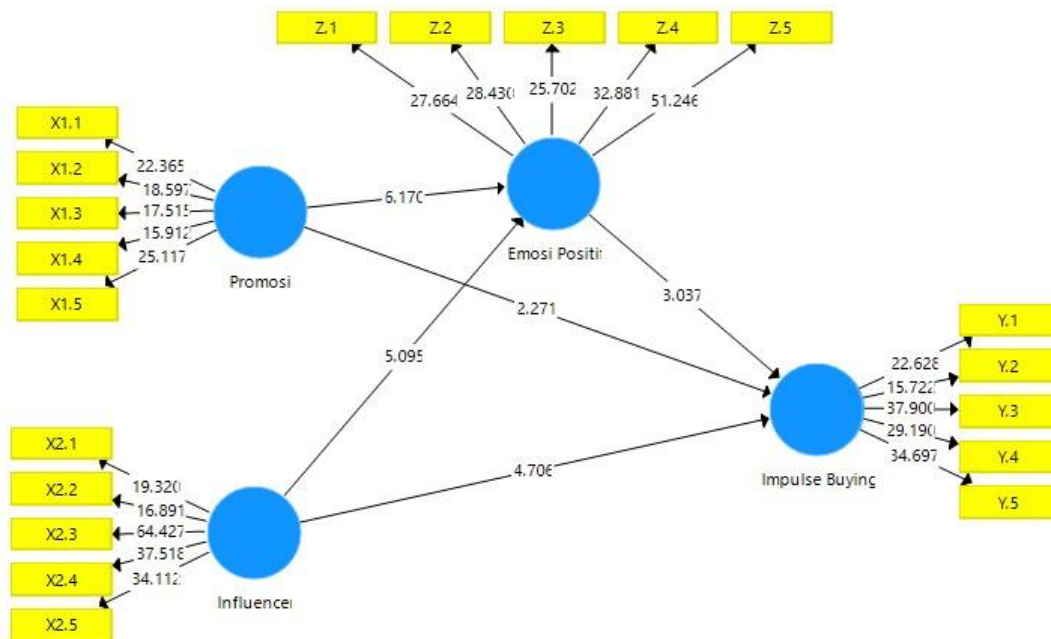 Z.1
Z.2
Z.3
Z.4
Z.5
27.664
28.430
25.702
32.881
51.246
X1.1
X1.2
X1.3
X1.4
X1.5
22.365
18.597
17.515
15.912
25.117
Promosi
6.170
Emosi Positif
2.271
3.037
5.095
4.706
Y.1
Y.2
Y.3
Y.4
Y.5
22.628
15.722
37.900
29.190
34.697
Impulse Buying
X2.1
X2.2
X2.3
X2.4
X2.5
19.320
16.891
64.427
37.518
34.112
Influencer